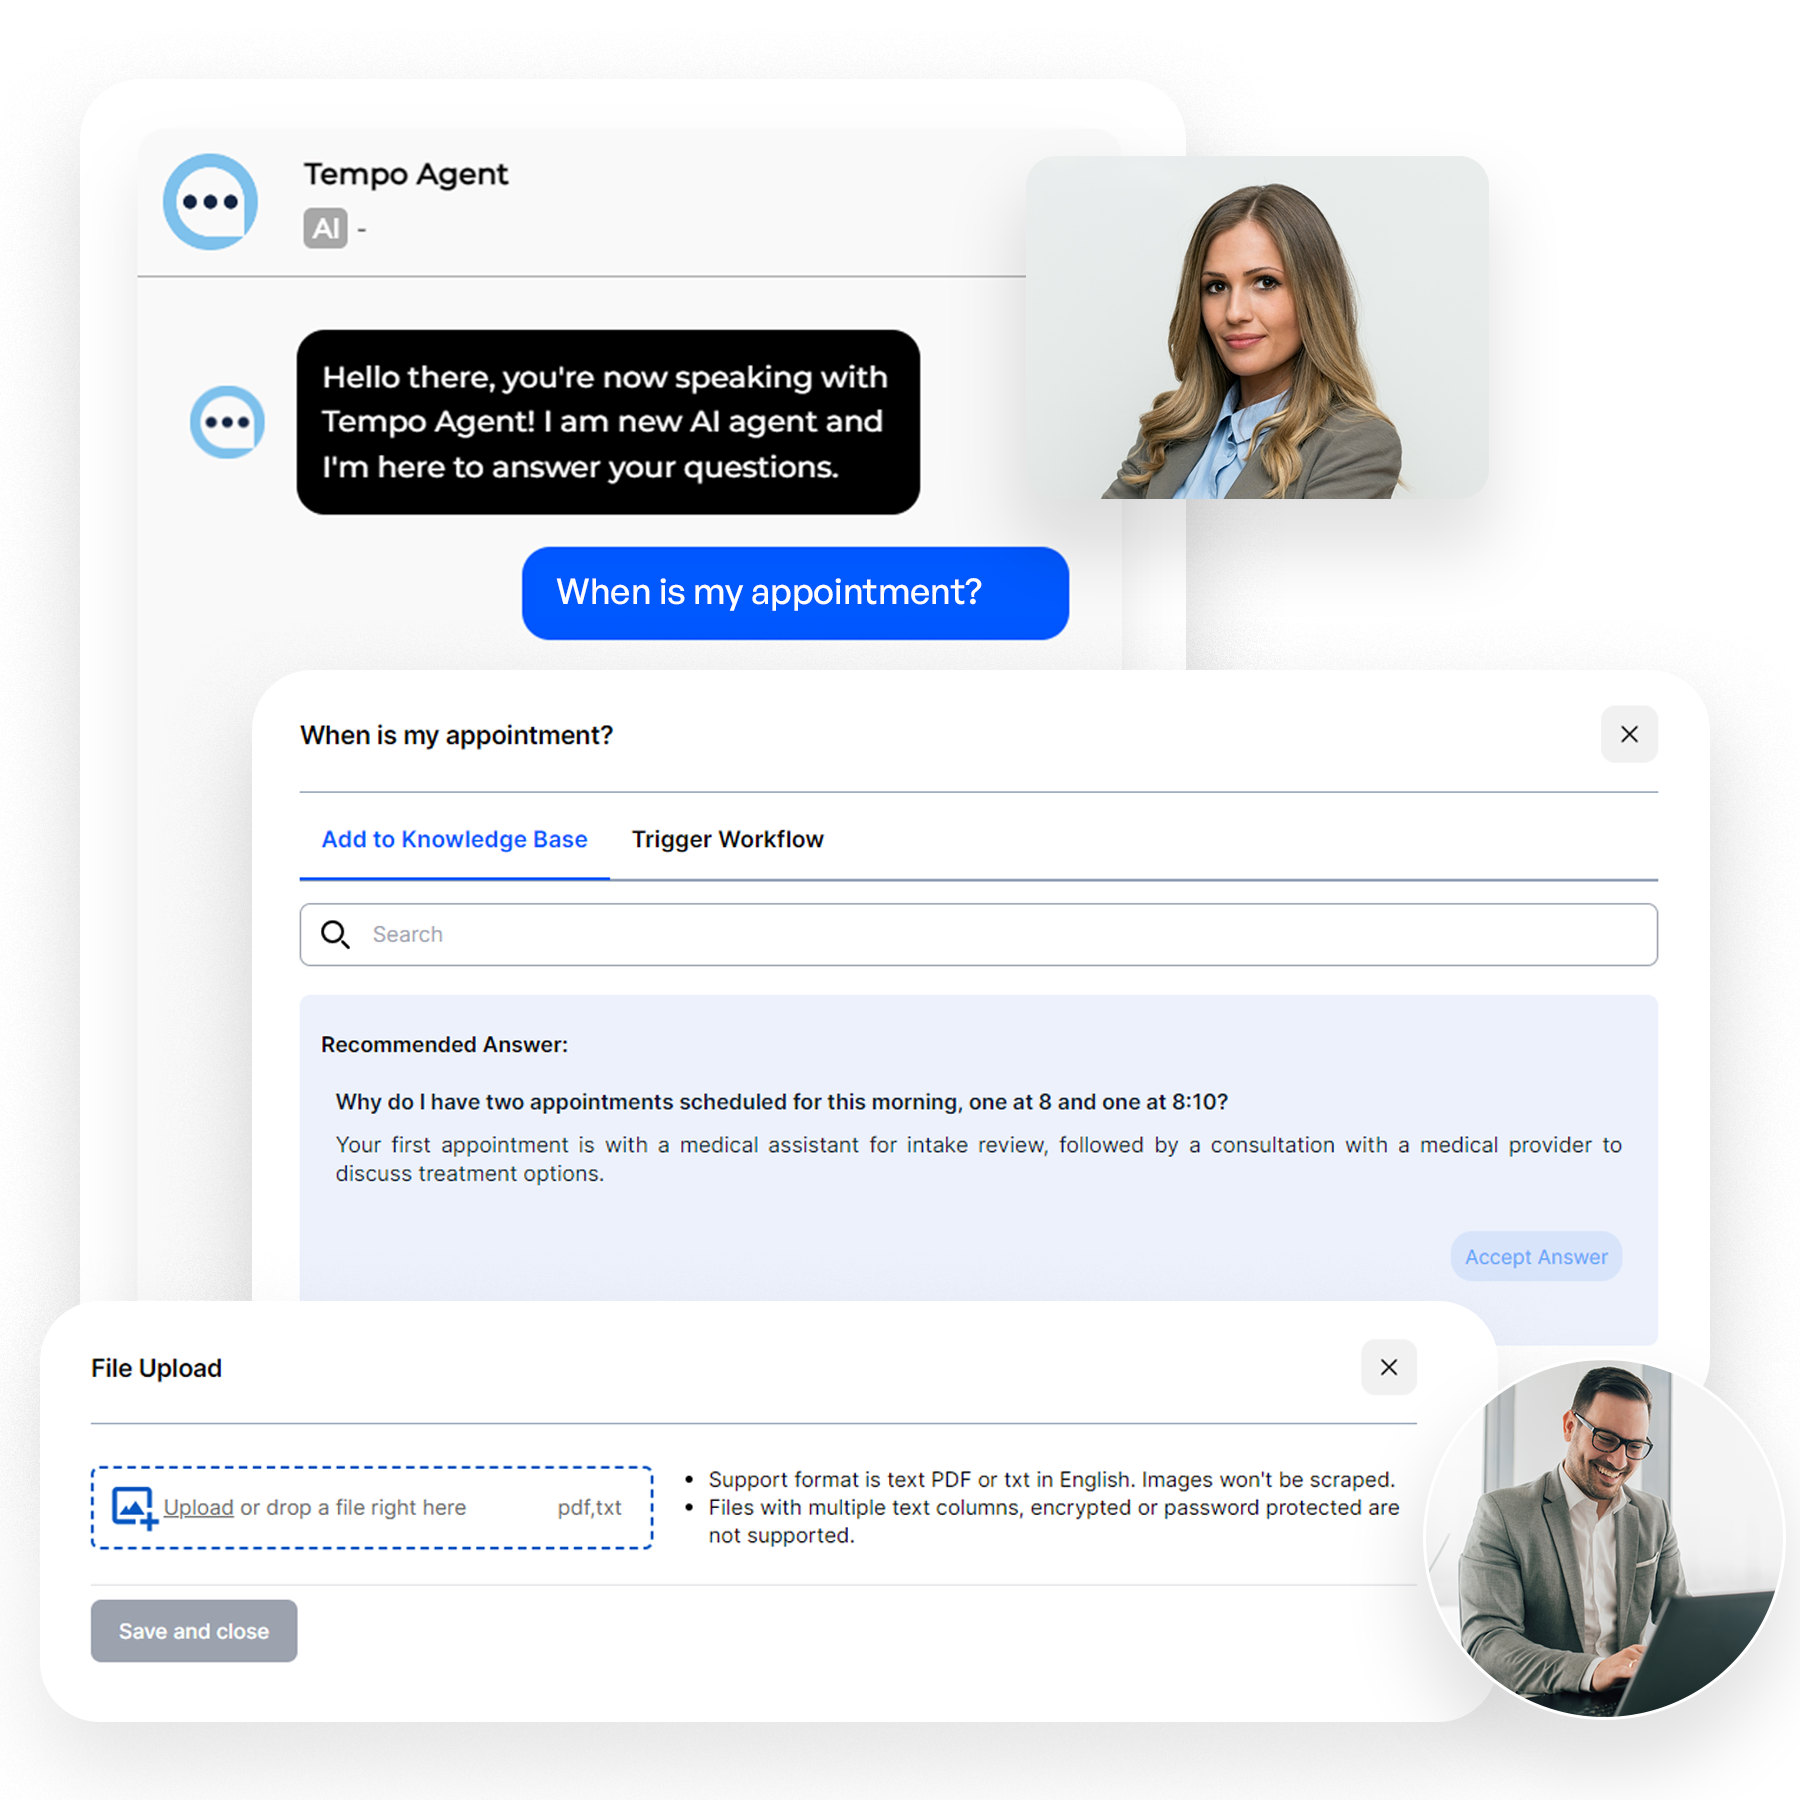 Tempo Agent
AI -
Hello there, you're now speaking with
Tempo Agent! I am new AI agent and
I'm here to answer your questions.
When is my appointment?
When is my appointment?
Add to Knowledge Base
Trigger Workflow
Search
Recommended Answer:
Why do I have two appointments scheduled for this morning, one at 8 and one at 8:10?
Your first appointment is with a medical assistant for intake review, followed by a consultation with a medical provider to
discuss treatment options.
Accept Answer
File Upload
Upload or drop a file right here
pdf,txt
• Support format is text PDF or txt in English. Images won't be scraped.
• Files with multiple text columns, encrypted or password protected are
not supported.
Save and close